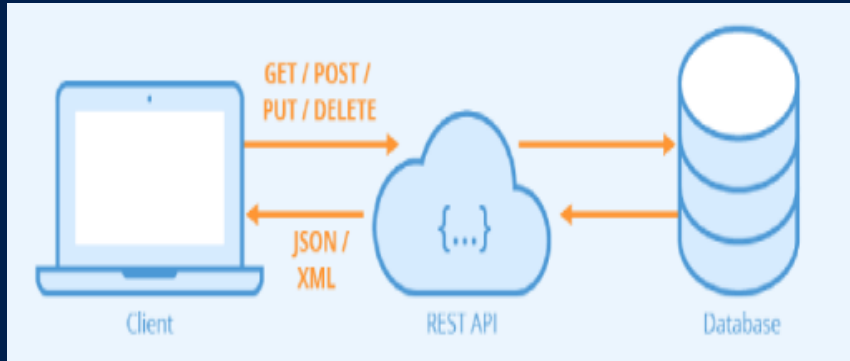 GET / POST /
PUT / DELETE
{...}
JSON /
XML
Client
REST API
Database